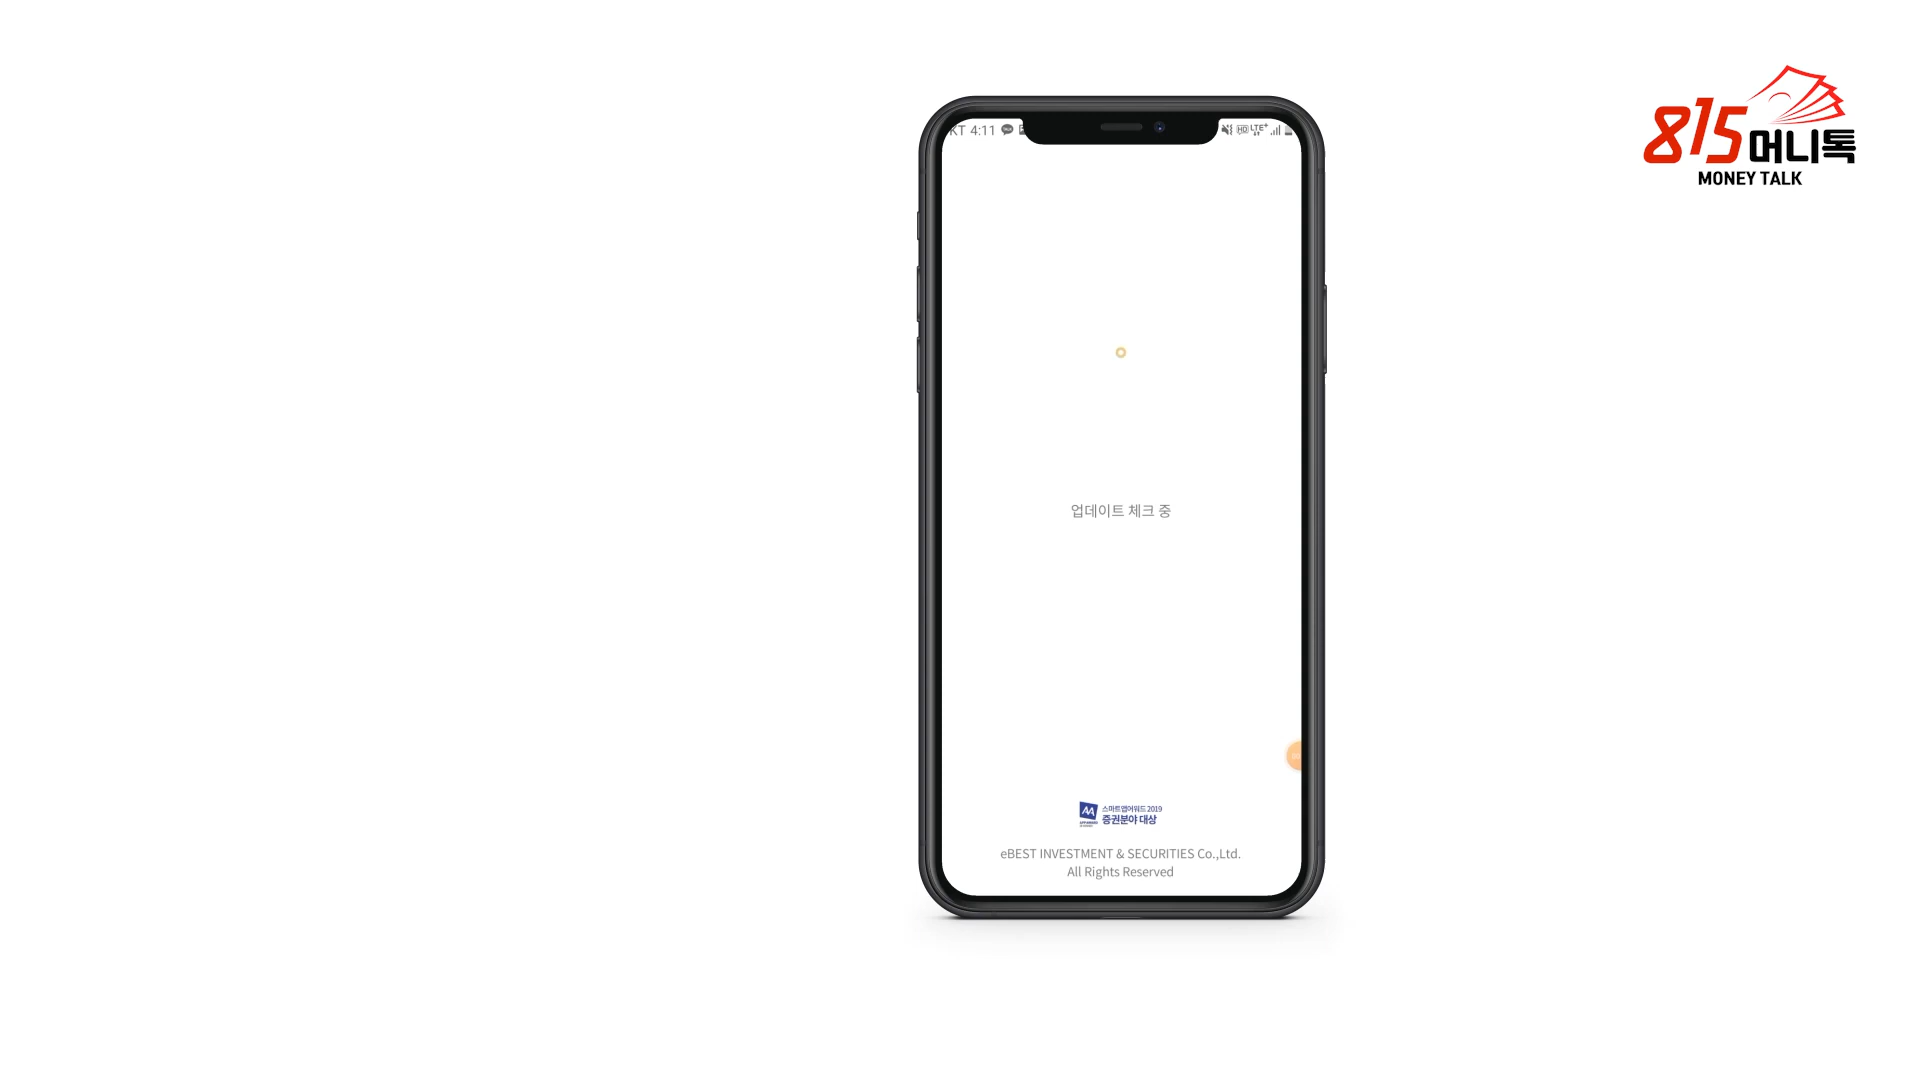 KT 4:11
HD LTE+
815머니톡
MONEY TALK
업데이트 체크 중
스마트앱어워드 2019
증권분야 대상
eBEST INVESTMENT & SECURITIES Co.,Ltd.
All Rights Reserved